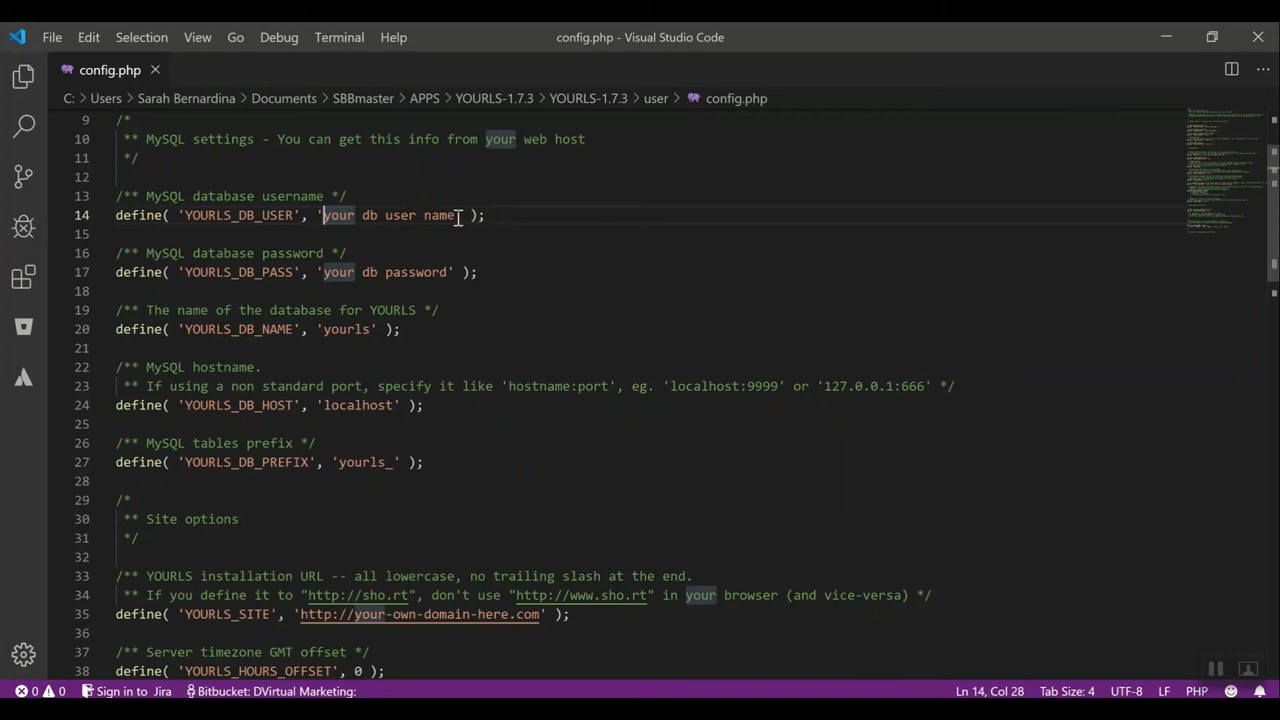 File Edit Selection View Go Debug Terminal Help config.php - Visual Studio Code
config.php
C: > Users > Sarah Bernardina > Documents > SBBmaster > APPS > YOURLS-1.7.3 > YOURLS-1.7.3 > user > config.php
9 /*
10 ** MySQL settings - You can get this info from your web host
11 */
12
13 /** MySQL database username */
14 define( 'YOURLS_DB_USER', 'your db user name' );
15
16 /** MySQL database password */
17 define( 'YOURLS_DB_PASS', 'your db password' );
18
19 /** The name of the database for YOURLS */
20 define( 'YOURLS_DB_NAME', 'yourls' );
21
22 /** MySQL hostname.
23 ** If using a non standard port, specify it like 'hostname:port', eg. 'localhost:9999' or '127.0.0.1:666' */
24 define( 'YOURLS_DB_HOST', 'localhost' );
25
26 /** MySQL tables prefix */
27 define( 'YOURLS_DB_PREFIX', 'yourls_' );
28
29 /*
30 ** Site options
31 */
32
33 /** YOURLS installation URL -- all lowercase, no trailing slash at the end.
34 ** If you define it to "http://sho.rt", don't use "http://www.sho.rt" in your browser (and vice-versa) */
35 define( 'YOURLS_SITE', 'http://your-own-domain-here.com' );
36
37 /** Server timezone GMT offset */
38 define( 'YOURLS_HOURS_OFFSET', 0 );
0 0 Sign in to Jira Bitbucket: DVirtual Marketing: Ln 14, Col 28 Tab Size: 4 UTF-8 LF PHP